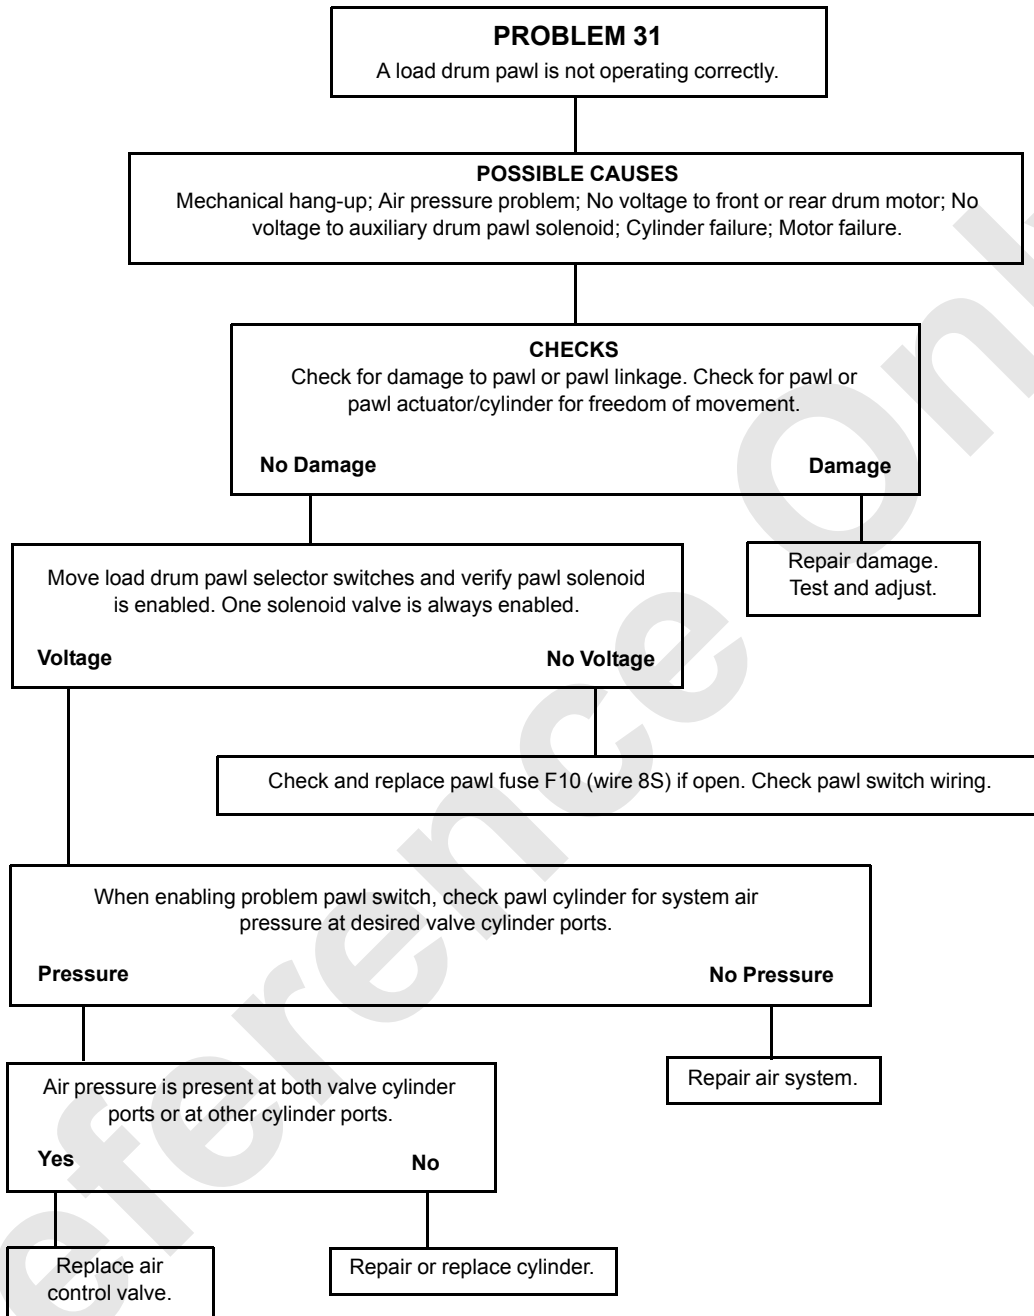 PROBLEM 31
A load drum pawl is not operating correctly.
POSSIBLE CAUSES
Mechanical hang-up; Air pressure problem; No voltage to front or rear drum motor; No
voltage to auxiliary drum pawl solenoid; Cylinder failure; Motor failure.
CHECKS
Check for damage to pawl or pawl linkage. Check for pawl or
pawl actuator/cylinder for freedom of movement.
No Damage
Damage
Move load drum pawl selector switches and verify pawl solenoid
is enabled. One solenoid valve is always enabled.
Voltage
No Voltage
Repair damage.
Test and adjust.
Check and replace pawl fuse F10 (wire 8S) if open. Check pawl switch wiring.
When enabling problem pawl switch, check pawl cylinder for system air
pressure at desired valve cylinder ports.
Pressure
No Pressure
Air pressure is present at both valve cylinder
ports or at other cylinder ports.
Yes
No
Repair air system.
Replace air
control valve.
Repair or replace cylinder.